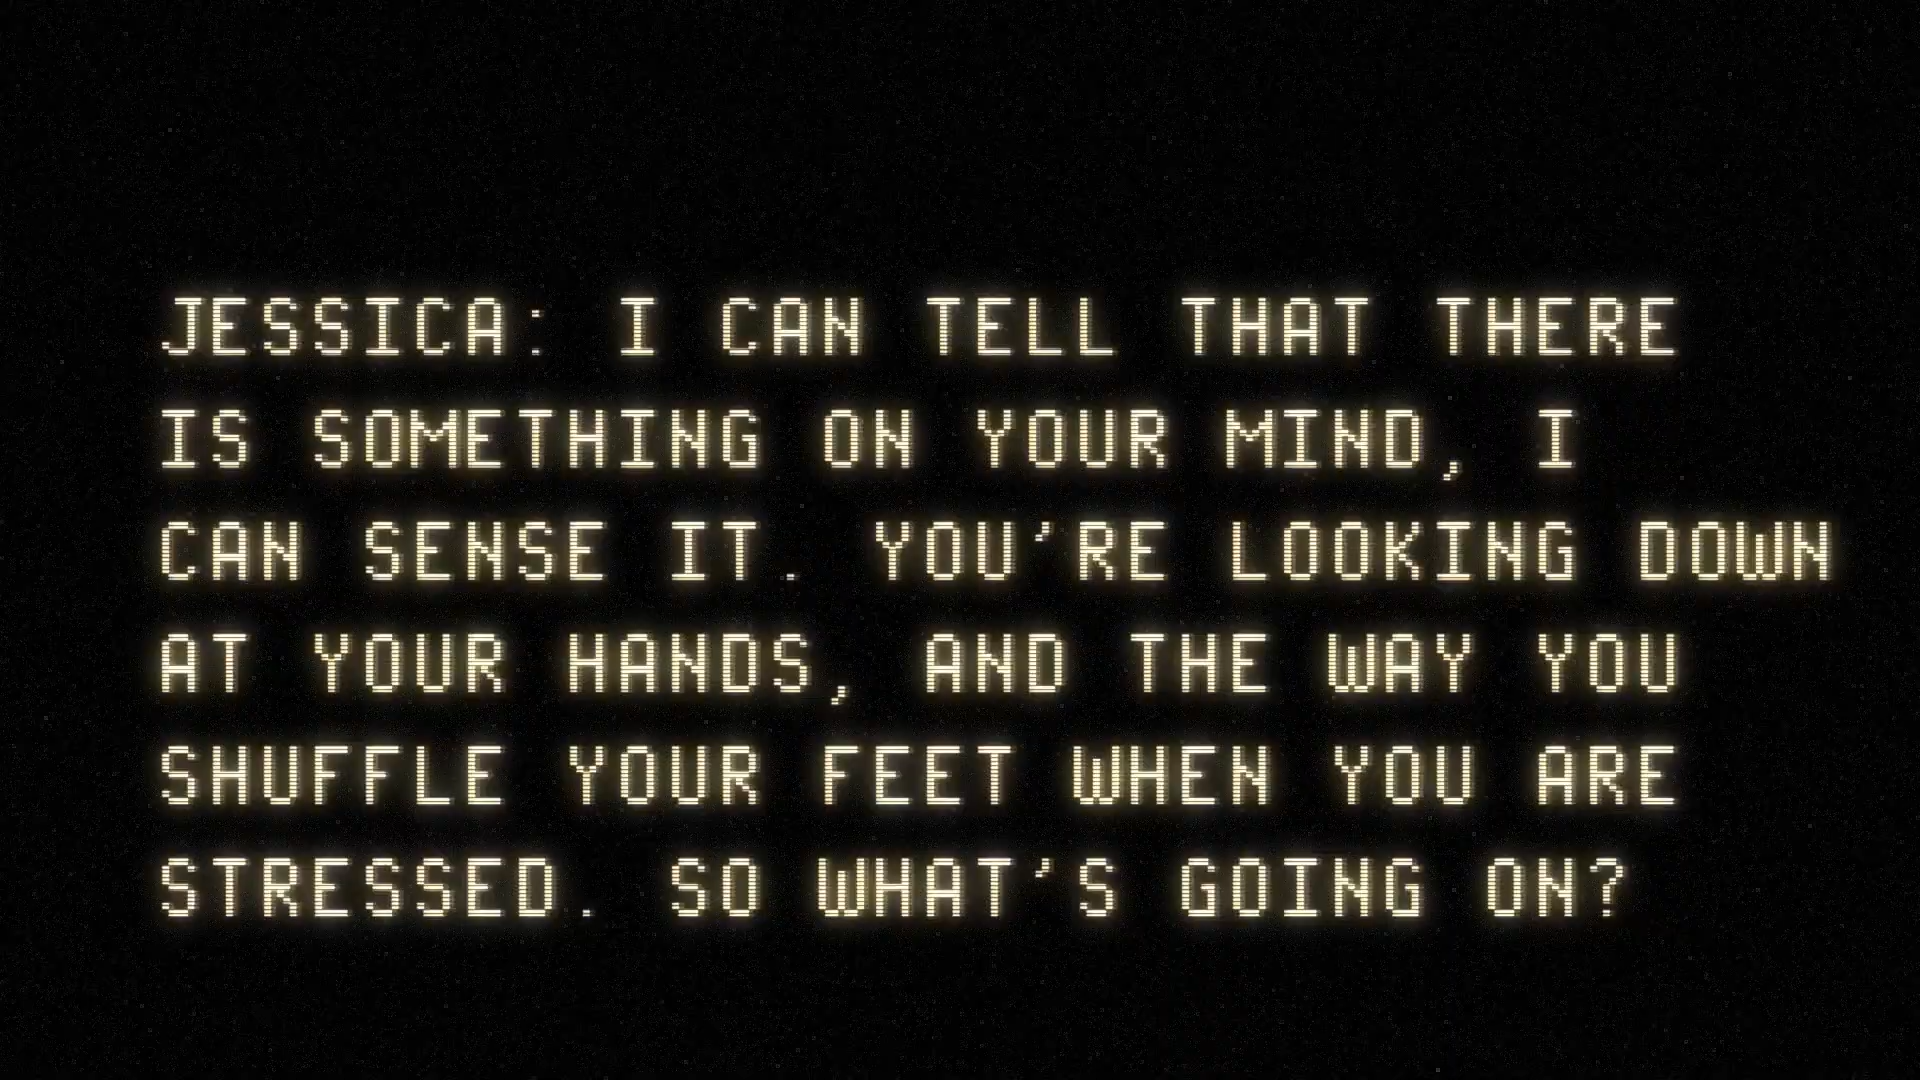 JESSICA: I CAN TELL THAT THERE
IS SOMETHING ON YOUR MIND, I
CAN SENSE IT. YOU'RE LOOKING DOWN
AT YOUR HANDS, AND THE WAY YOU
SHUFFLE YOUR FEET WHEN YOU ARE
STRESSED. SO WHAT'S GOING ON?